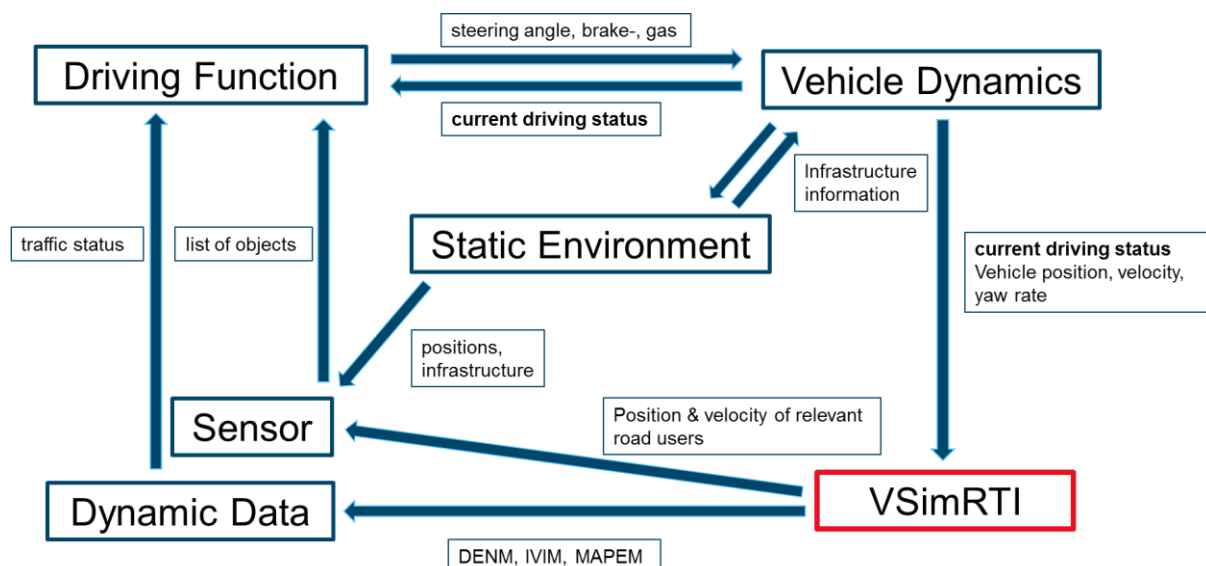 steering angle, brake-, gas
Driving Function
Vehicle Dynamics
current driving status
Infrastructure
information
traffic status
list of objects
Static Environment
current driving status
Vehicle position, velocity,
yaw rate
positions,
infrastructure
Sensor
Position & velocity of relevant
road users
Dynamic Data
VSimRTI
DENM, IVIM, MAPEM